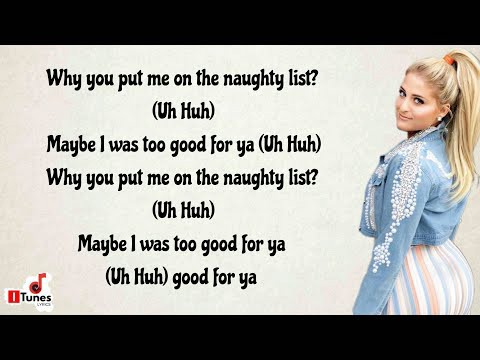 Why you put me on the naughty list?
(Uh Huh)
Maybe I was too good for ya (Uh Huh)
Why you put me on the naughty list?
(Uh Huh)
Maybe I was too good for ya
(Uh Huh) good for ya
I Tunes
LYRICS